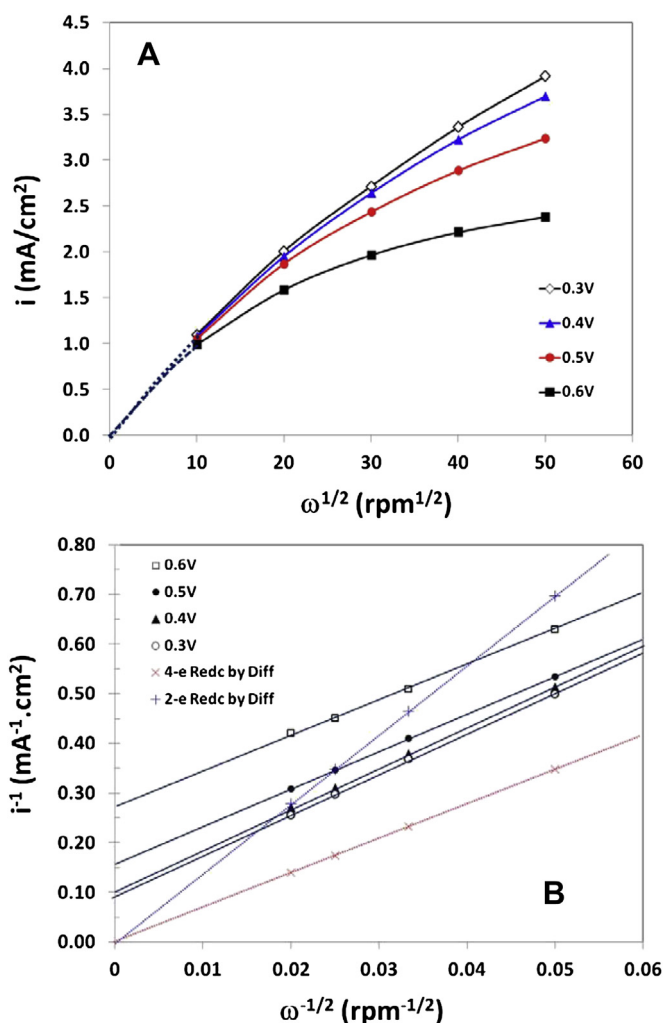 A
4.5
4.0
3.5
3.0
2.5
2.0
1.5
1.0
0.5
0.0
i (mA/cm²)
0.3V
0.4V
0.5V
0.6V
0 10 20 30 40 50 60
ω^1/2 (rpm^1/2)
0.80
0.70
0.60
0.50
0.40
0.30
0.20
0.10
0.00
i⁻¹ (mA⁻¹.cm²)
0.6V
0.5V
0.4V
0.3V
4-e Redc by Diff
2-e Redc by Diff
B
0 0.01 0.02 0.03 0.04 0.05 0.06
ω^-1/2 (rpm^-1/2)